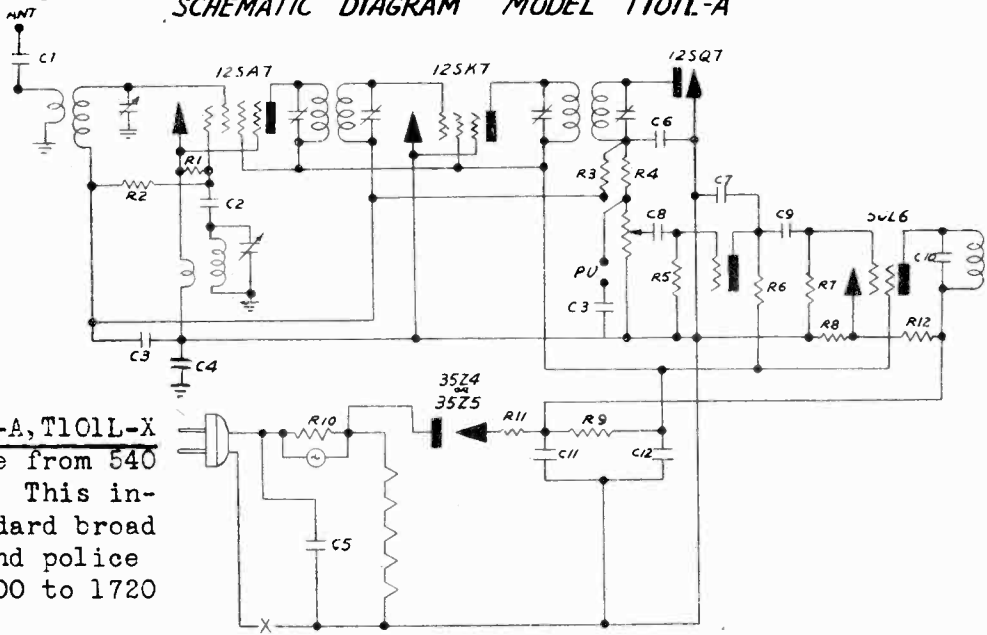 SCHEMATIC DIAGRAM MODEL T101L-A
ANT
C1
12SA7
12SK7
12SQ7
C6
R1
R3
R4
R2
C7
C2
C8
C9
50L6
C10
PU
R5
R6
R7
C3
R8
R12
C3
C4
35Z4
OR
35Z5
R11
R9
R10
C11
C12
C5
X
-A, T101L-X
e from 540
This in-
dard broad
nd police
00 to 1720